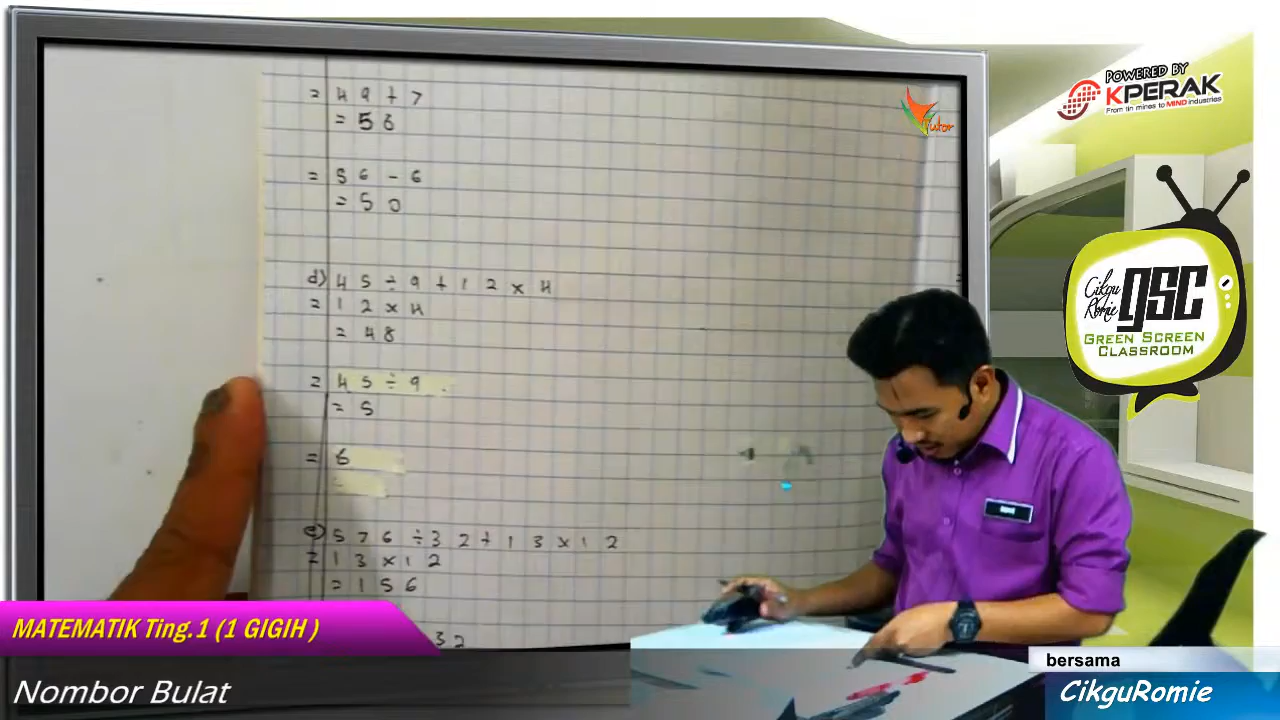 = 49+7
= 56
= 56-6
= 50
d) 45÷9+12×4
= 12×4
= 48
= 45÷9
= 5
= 6
e) 576÷32+13×12
= 13×12
= 156
32
Tutor
POWERED BY
KPERAK
From tin mines to MIND industries
Cikgu
Romie
GSC
GREEN SCREEN
CLASSROOM
MATEMATIK Ting.1 (1 GIGIH )
Nombor Bulat
bersama
CikguRomie